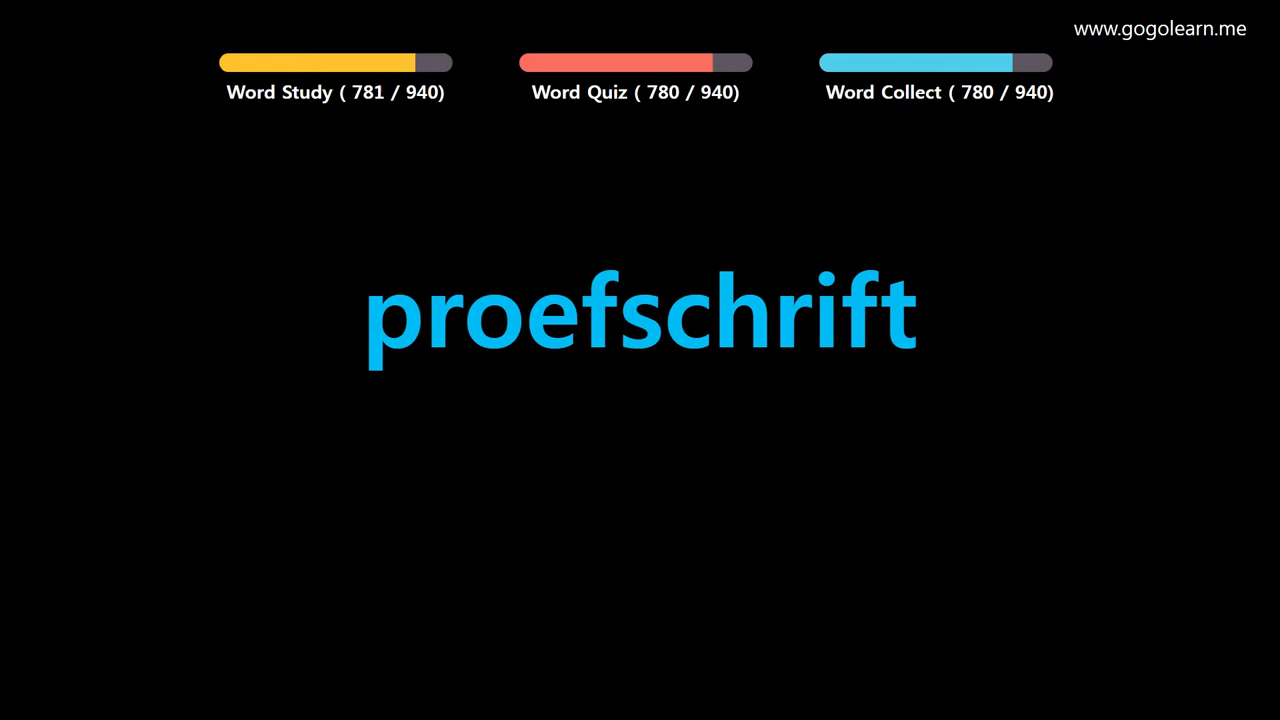 www.gogolearn.me
Word Study ( 781 / 940)
Word Quiz ( 780 / 940)
Word Collect ( 780 / 940)
proefschrift